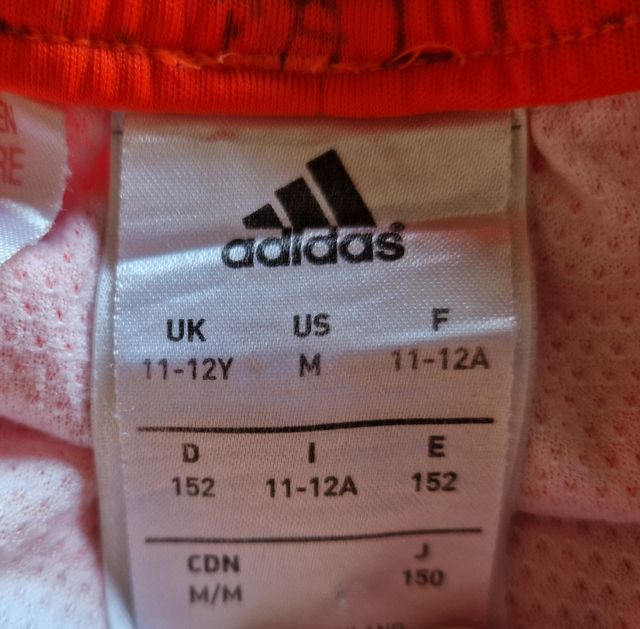 adidas
UK US F
11-12Y M 11-12A
D I E
152 11-12A 152
CDN J
M/M 150